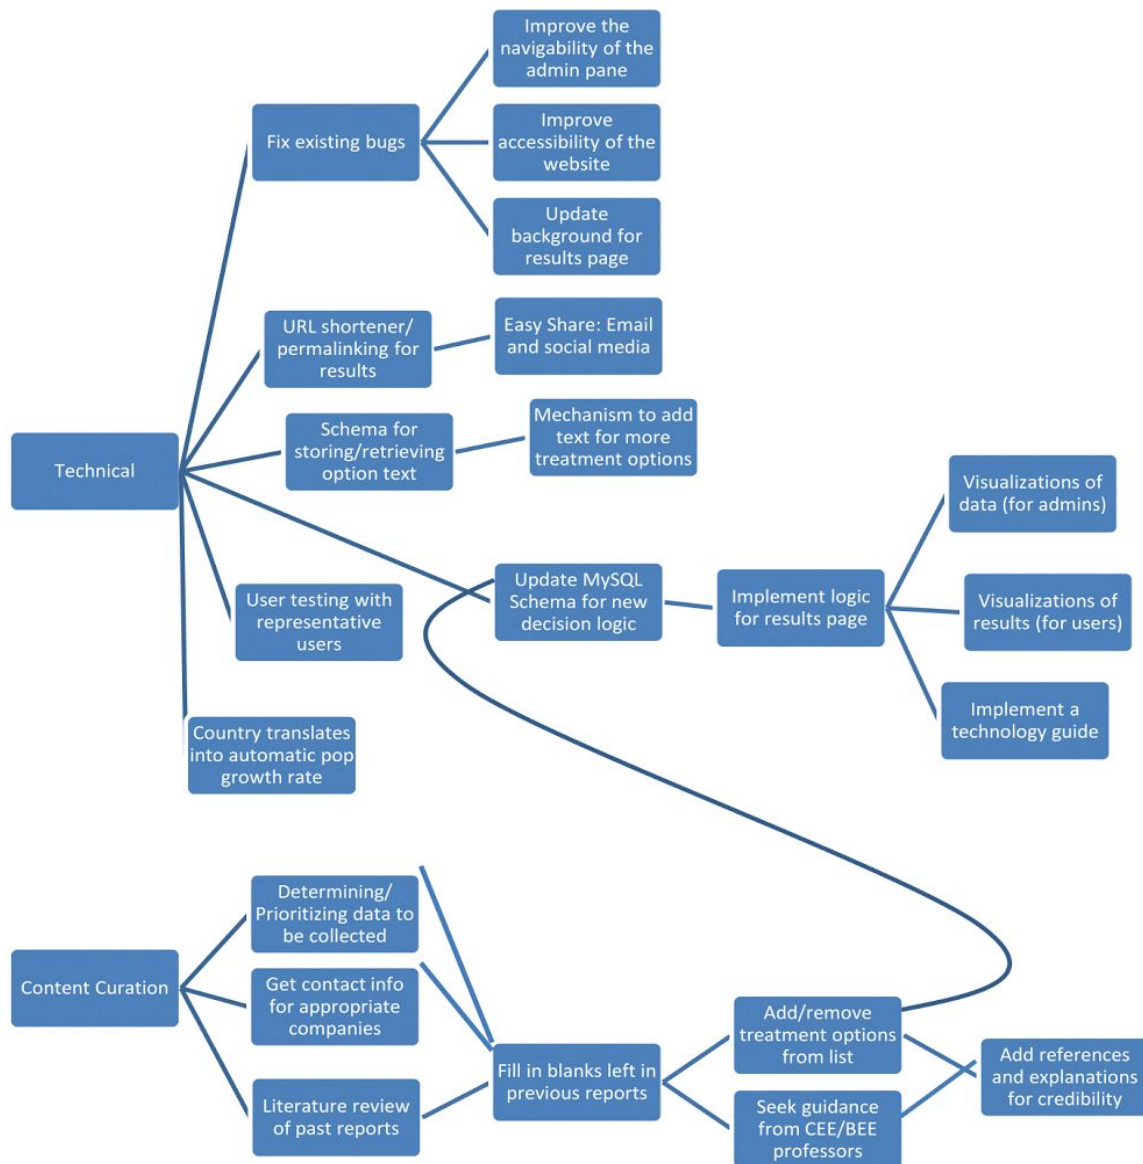 Improve the
navigability of the
admin pane
Fix existing bugs
Improve
accessibility of the
website
Update
background for
results page
URL shortener/
permalinking for
results
Easy Share: Email
and social media
Technical
Schema for
storing/retrieving
option text
Mechanism to add
text for more
treatment options
Update MySQL
Schema for new
decision logic
Implement logic
for results page
Visualizations of
data (for admins)
Visualizations of
results (for users)
Implement a
technology guide
User testing with
representative
users
Country translates
into automatic pop
growth rate
Content Curation
Determining/
Prioritizing data to
be collected
Get contact info
for appropriate
companies
Literature review
of past reports
Fill in blanks left in
previous reports
Add/remove
treatment options
from list
Seek guidance
from CEE/BEE
professors
Add references
and explanations
for credibility